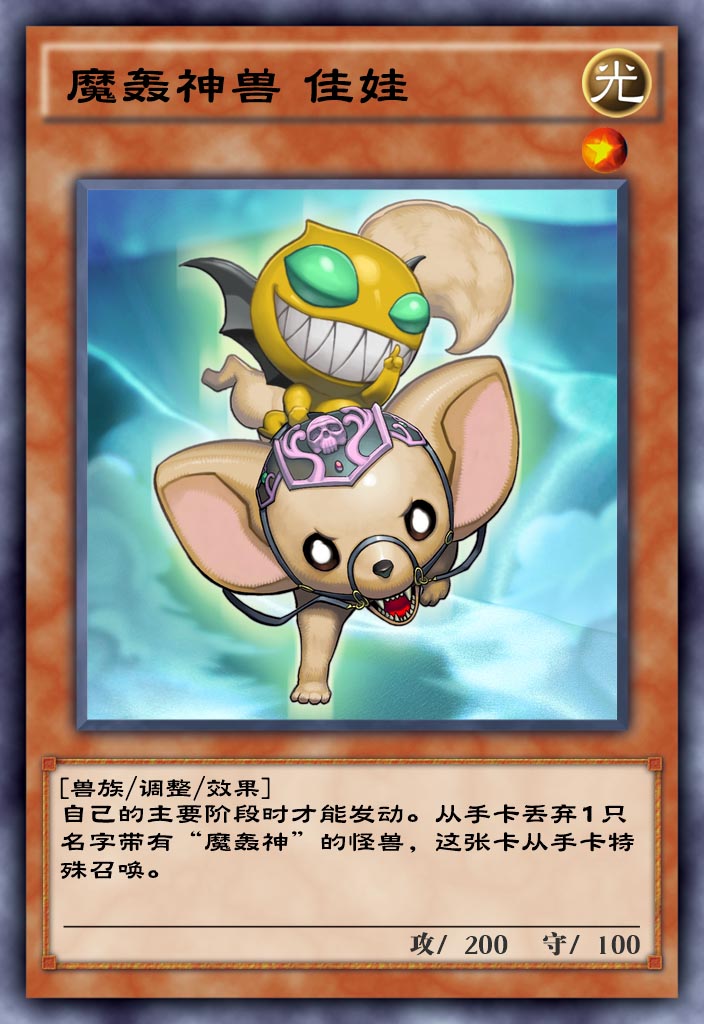 魔轰神兽 佳娃
光
[兽族/调整/效果]
自己的主要阶段时才能发动。从手卡丢弃1只
名字带有“魔轰神”的怪兽，这张卡从手卡特
殊召唤。
攻/ 200 守/ 100